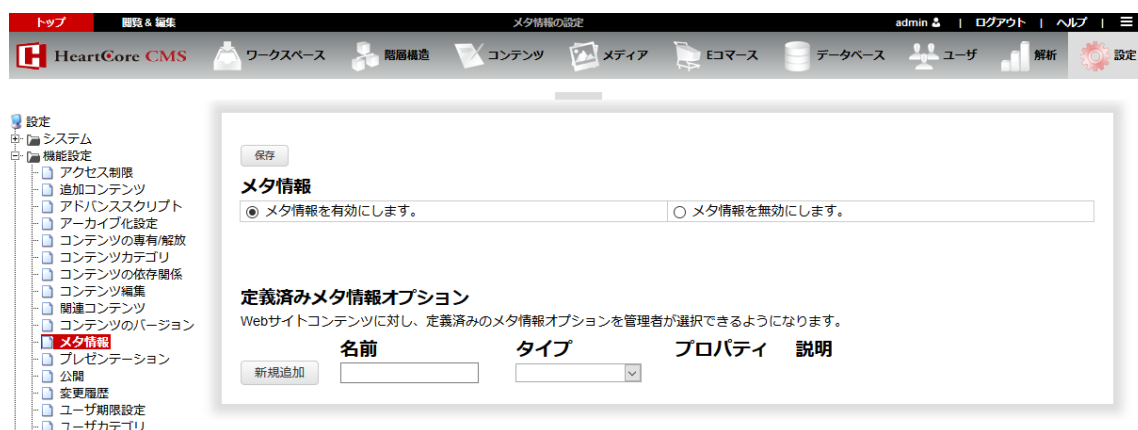 トップ 閲覧 & 編集 メタ情報の設定 admin | ログアウト | ヘルプ |
HeartCore CMS ワークスペース 階層構造 コンテンツ メディア Eコマース データベース ユーザ 解析 設定
設定
システム
機能設定
アクセス制限
追加コンテンツ
アドバンススクリプト
アーカイブ化設定
コンテンツの専有/解放
コンテンツカテゴリ
コンテンツの依存関係
コンテンツ編集
関連コンテンツ
コンテンツのバージョン
メタ情報
プレゼンテーション
公開
変更履歴
ユーザ期限設定
ユーザカテゴリ
保存
メタ情報
メタ情報を有効にします。 メタ情報を無効にします。
定義済みメタ情報オプション
Webサイトコンテンツに対し、定義済みのメタ情報オプションを管理者が選択できるようになります。
名前 タイプ プロパティ 説明
新規追加